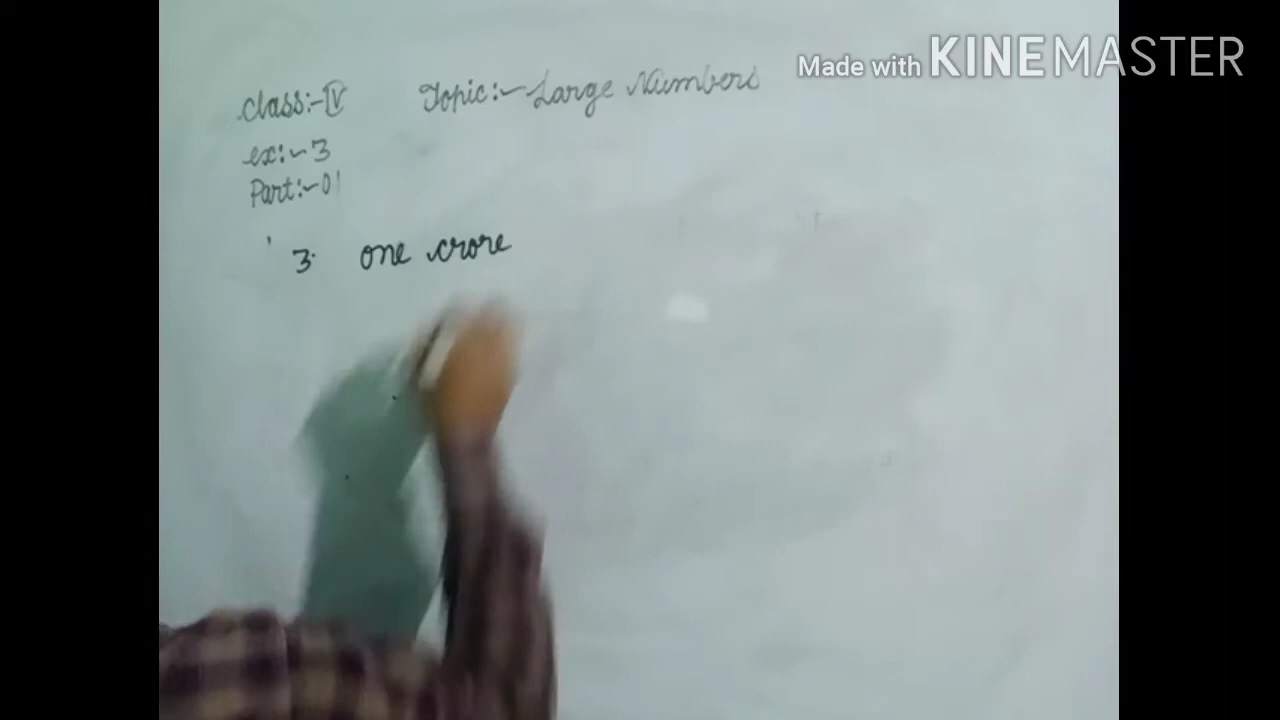 Made with KINEMASTER
Class:-IV Topic:- Large Numbers
ex:- 3
Part:- 01
3. one crore